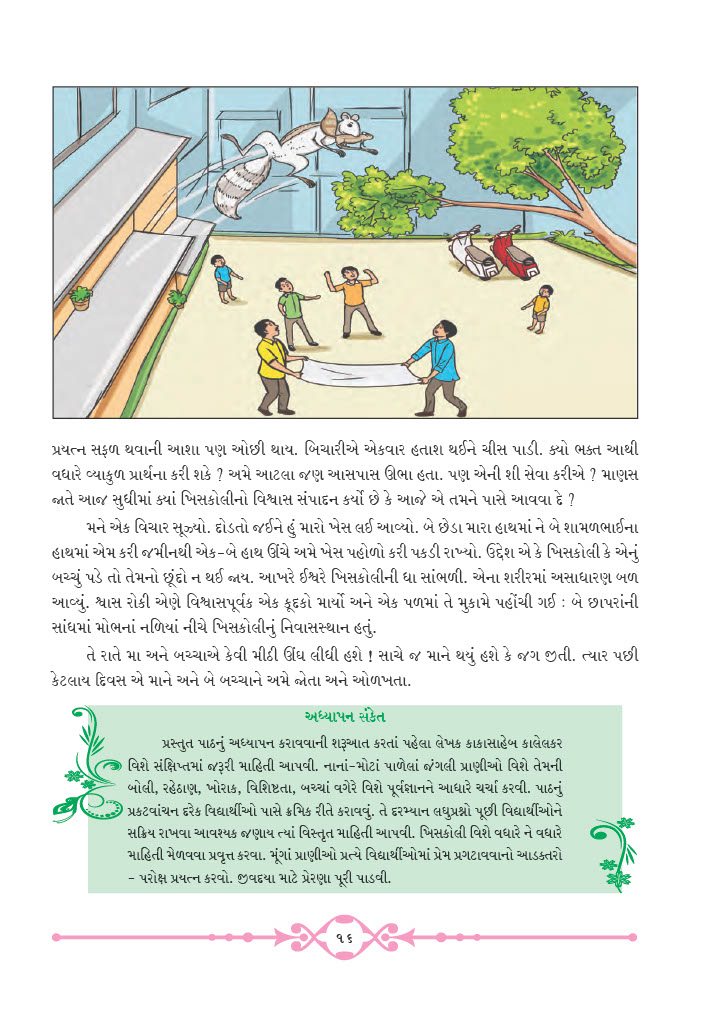 પ્રયત્ન સફળ થવાની આશા પણ ઓછી થાય. બિચારીએ એકવાર હતાશ થઈને ચીસ પાડી. ક્યો ભક્ત આથી
વધારે વ્યાકુળ પ્રાર્થના કરી શકે ? અમે આટલા જણ આસપાસ ઊભા હતા. પણ એની શી સેવા કરીએ ? માણસ
જાતે આજ સુધીમાં ક્યાં ખિસકોલીનો વિશ્વાસ સંપાદન કર્યો છે કે આજે એ તમને પાસે આવવા દે ?
મને એક વિચાર સૂઝ્યો. દોડતો જઈને હું મારો ખેસ લઈ આવ્યો. બે છેડા મારા હાથમાં ને બે શામળભાઈના
હાથમાં એમ કરી જમીનથી એક-બે હાથ ઊંચે અમે ખેસ પહોળો કરી પકડી રાખ્યો. ઉદ્દેશ એ કે ખિસકોલી કે એનું
બચ્ચું પડે તો તેમનો છૂંદો ન થઈ જાય. આખરે ઈશ્વરે ખિસકોલીની ધા સાંભળી. એના શરીરમાં અસાધારણ બળ
આવ્યું. શ્વાસ રોકી એણે વિશ્વાસપૂર્વક એક કૂદકો માર્યો અને એક પળમાં તે મુકામે પહોંચી ગઈ : બે છાપરાંની
સાંધમાં મોભનાં નળિયાં નીચે ખિસકોલીનું નિવાસસ્થાન હતું.
તે રાતે મા અને બચ્ચાએ કેવી મીઠી ઊંઘ લીધી હશે ! સાચે જ માને થયું હશે કે જગ જીતી. ત્યાર પછી
કેટલાય દિવસ એ માને અને બે બચ્ચાને અમે જોતા અને ઓળખતા.
અધ્યાપન સંકેત
પ્રસ્તુત પાઠનું અધ્યાપન કરાવવાની શરૂઆત કરતાં પહેલા લેખક કાકાસાહેબ કાલેલકર
વિશે સંક્ષિપ્તમાં જરૂરી માહિતી આપવી. નાનાં-મોટાં પાળેલાં જંગલી પ્રાણીઓ વિશે તેમની
બોલી, રહેઠાણ, ખોરાક, વિશિષ્ટતા, બચ્ચાં વગેરે વિશે પૂર્વજ્ઞાનને આધારે ચર્ચા કરવી. પાઠનું
પ્રકટવાંચન દરેક વિદ્યાર્થીઓ પાસે ક્રમિક રીતે કરાવવું. તે દરમ્યાન લઘુપ્રશ્નો પૂછી વિદ્યાર્થીઓને
સક્રિય રાખવા આવશ્યક જણાય ત્યાં વિસ્તૃત માહિતી આપવી. ખિસકોલી વિશે વધારે ને વધારે
માહિતી મેળવવા પ્રવૃત્ત કરવા. મૂંગાં પ્રાણીઓ પ્રત્યે વિદ્યાર્થીઓમાં પ્રેમ પ્રગટાવવાનો આડકતરો
- પરોક્ષ પ્રયત્ન કરવો. જીવદયા માટે પ્રેરણા પૂરી પાડવી.
૧૬